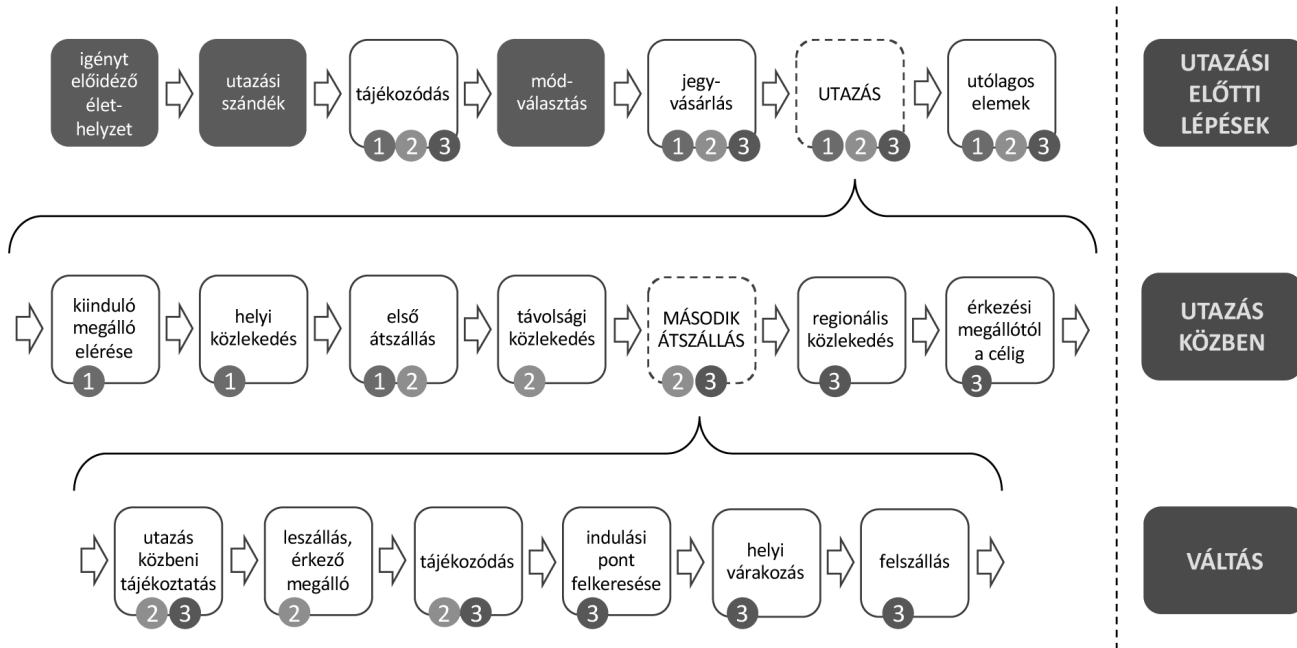 igényt
előidéző
élet-
helyzet
utazási
szándék
tájékozódás
1 2 3
mód-
választás
jegy-
vásárlás
1 2 3
UTAZÁS
1 2 3
utólagos
elemek
1 2 3
UTAZÁSI
ELŐTTI
LÉPÉSEK
kiinduló
megálló
elérése
1
helyi
közlekedés
1
első
átszállás
1 2
távolsági
közlekedés
2
MÁSODIK
ÁTSZÁLLÁS
2 3
regionális
közlekedés
3
érkezési
megállótól
a célig
3
UTAZÁS
KÖZBEN
utazás
közbeni
tájékoztatás
2 3
leszállás,
érkező
megálló
2
tájékozódás
2 3
indulási
pont
felkeresése
3
helyi
várakozás
3
felszállás
3
VÁLTÁS